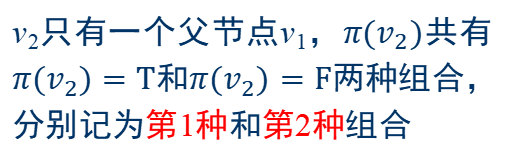 𝑣₂只有一个父节点𝑣₁，𝜋(𝑣₂)共有
𝜋(𝑣₂) = T和𝜋(𝑣₂) = F两种组合，
分别记为第1种和第2种组合